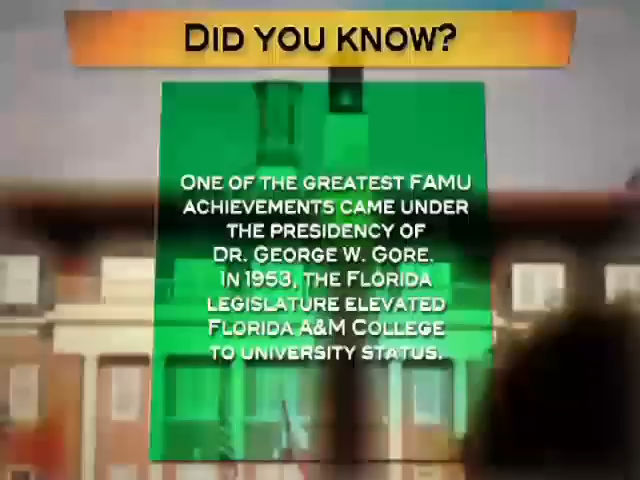 DID YOU KNOW?
ONE OF THE GREATEST FAMU
ACHIEVEMENTS CAME UNDER
THE PRESIDENCY OF
DR. GEORGE W. GORE.
IN 1953, THE FLORIDA
LEGISLATURE ELEVATED
FLORIDA A&M COLLEGE
TO UNIVERSITY STATUS.